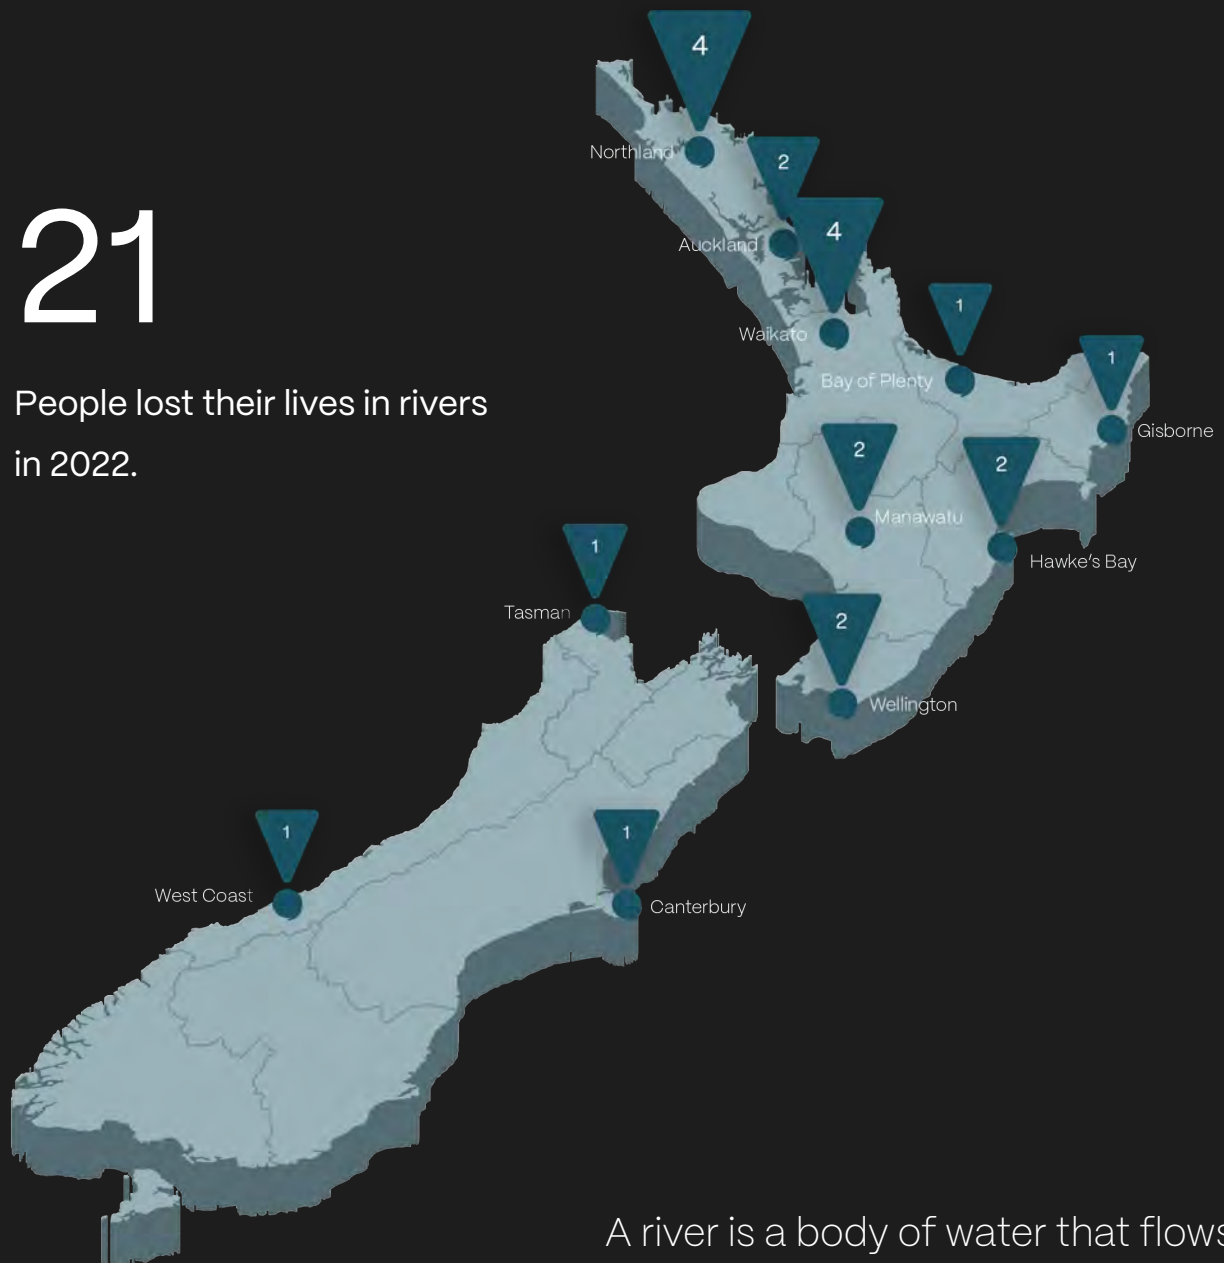 4
Northland
2
21
Auckland
4
Waikato
1
Bay of Plenty
1
Gisborne
People lost their lives in rivers
in 2022.
2
Manawatu
2
Hawke's Bay
1
Tasman
2
Wellington
1
West Coast
1
Canterbury
A river is a body of water that flows